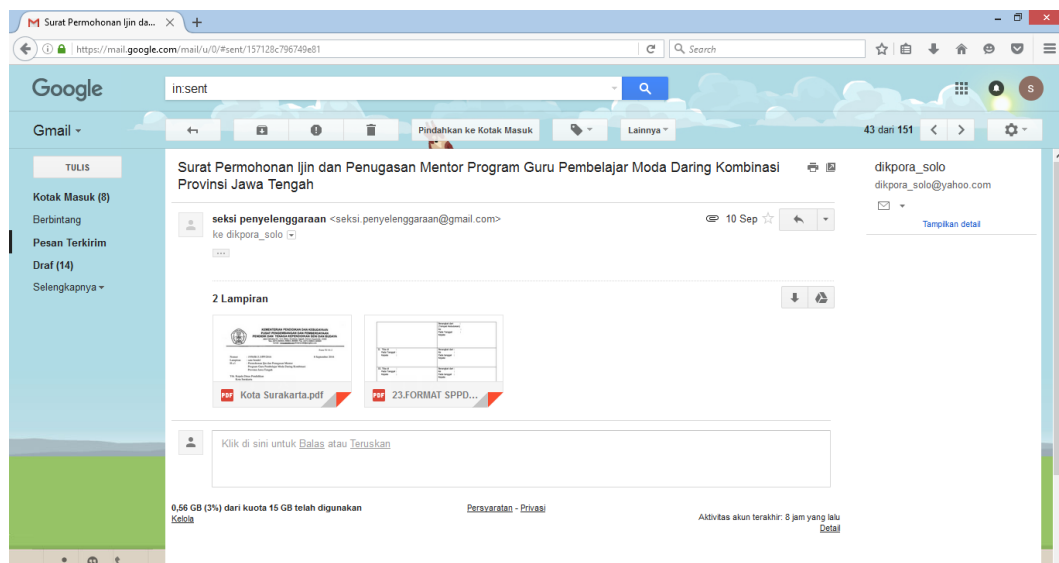 Surat Permohonan Ijin da...
https://mail.google.com/mail/u/0/#sent/157128c796749e81
Search
Google
in:sent
S
Gmail
Pindahkan ke Kotak Masuk
Lainnya
43 dari 151
TULIS
Kotak Masuk (8)
Berbintang
Pesan Terkirim
Draf (14)
Selengkapnya
Surat Permohonan Ijin dan Penugasan Mentor Program Guru Pembelajar Moda Daring Kombinasi
Provinsi Jawa Tengah
seksi penyelenggaraan <seksi.penyelenggaraan@gmail.com>
10 Sep
ke dikpora_solo
dikpora_solo
dikpora_solo@yahoo.com
Tampilkan detail
2 Lampiran
PDF Kota Surakarta.pdf
PDF 23.FORMAT SPPD...
Klik di sini untuk Balas atau Teruskan
0,56 GB (3%) dari kuota 15 GB telah digunakan
Kelola
Persyaratan - Privasi
Aktivitas akun terakhir: 8 jam yang lalu
Detail